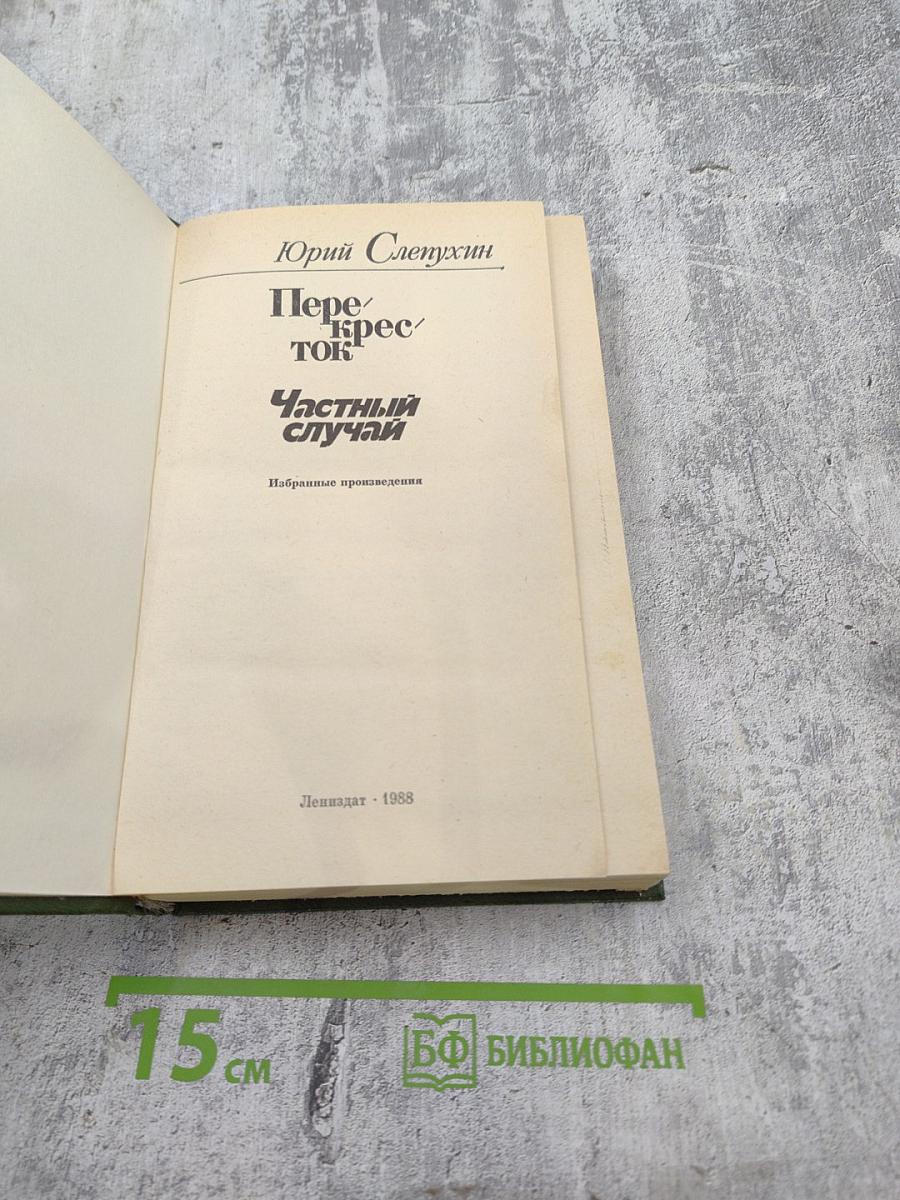 Юрий Слепухин
Пере-
крес-
ток
Частный
случай
Избранные произведения
Лениздат · 1988
15 см
БФ БИБЛИОФАН